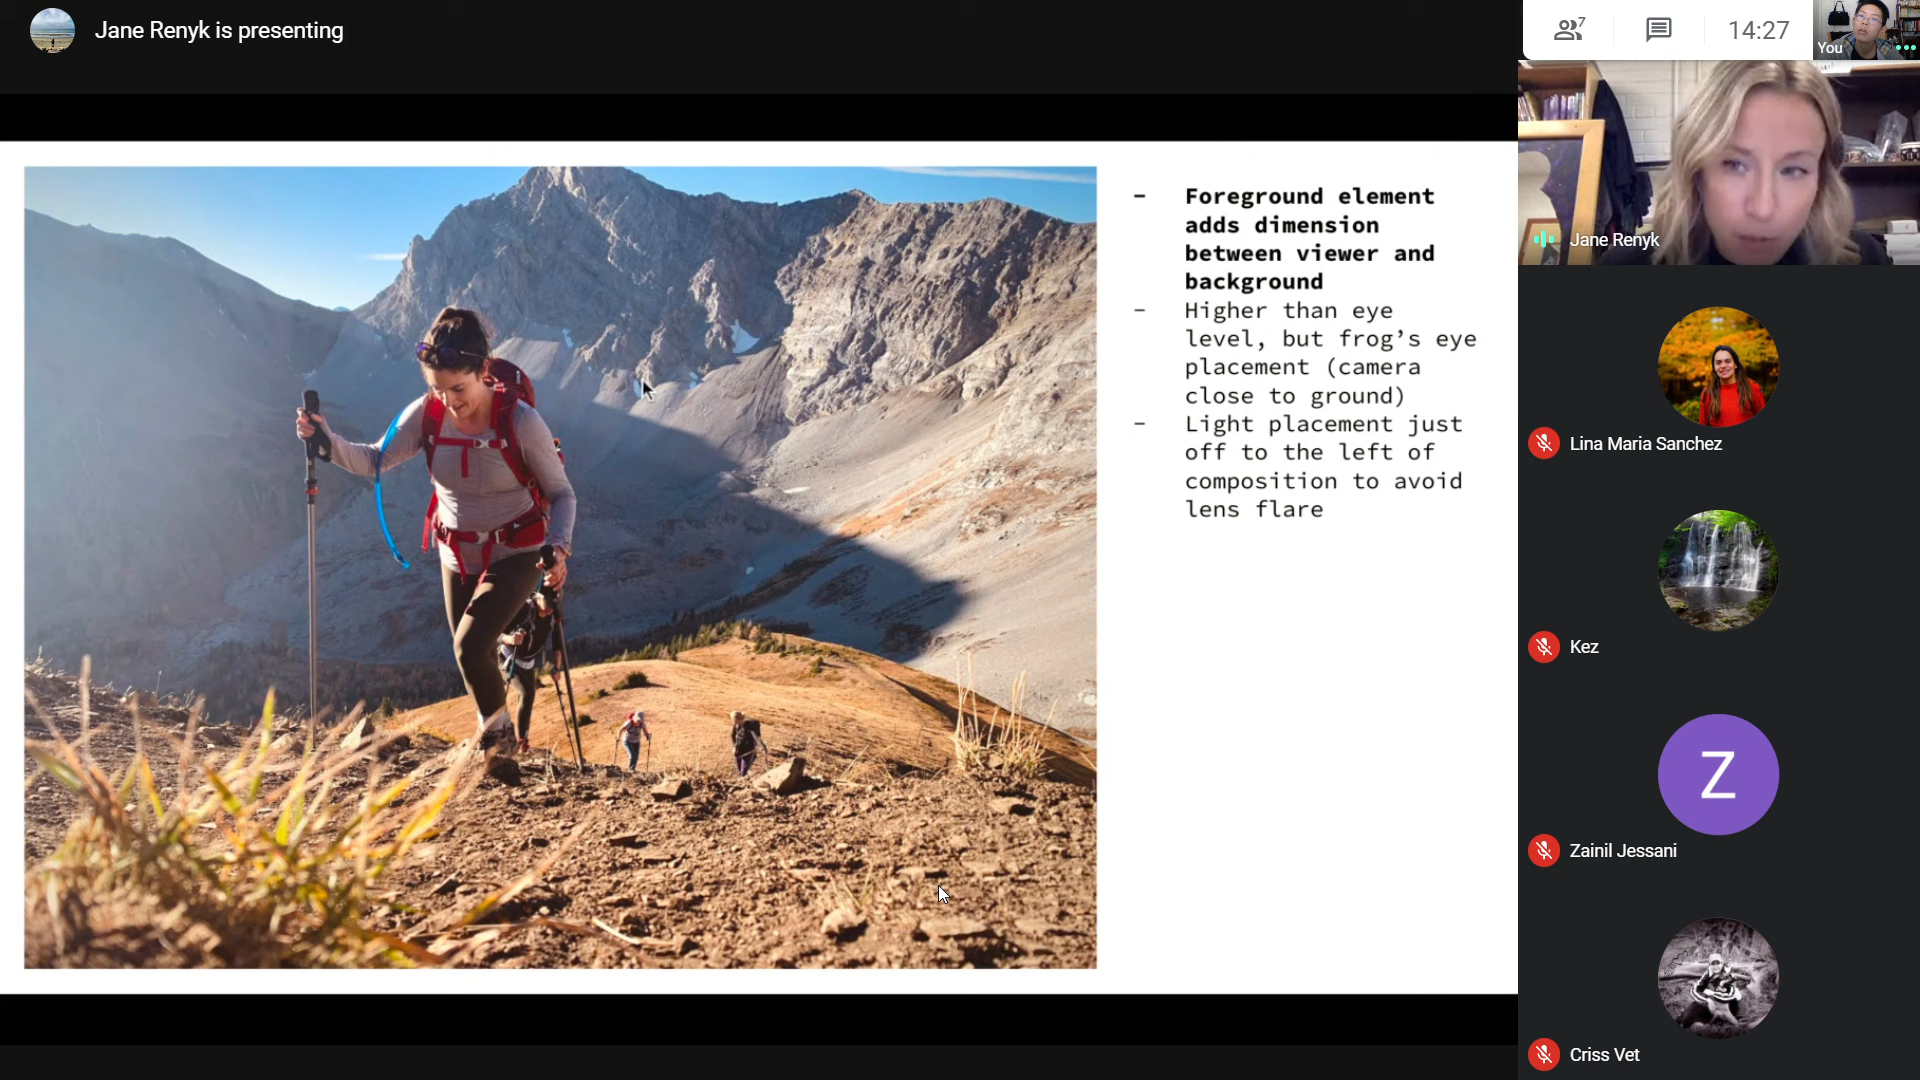 Jane Renyk is presenting
7
14:27
You
- Foreground element
adds dimension
between viewer and
background
- Higher than eye
level, but frog’s eye
placement (camera
close to ground)
- Light placement just
off to the left of
composition to avoid
lens flare
Jane Renyk
Lina Maria Sanchez
Kez
Z
Zainil Jessani
Criss Vet